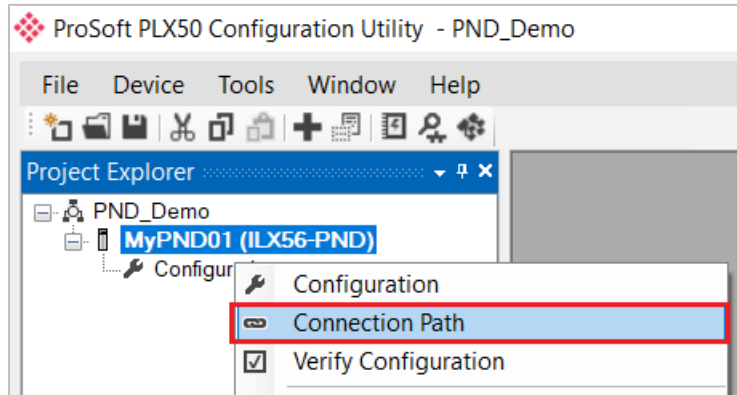 ProSoft PLX50 Configuration Utility - PND_Demo
File Device Tools Window Help
Project Explorer
PND_Demo
MyPND01 (ILX56-PND)
Configur
Configuration
Connection Path
Verify Configuration